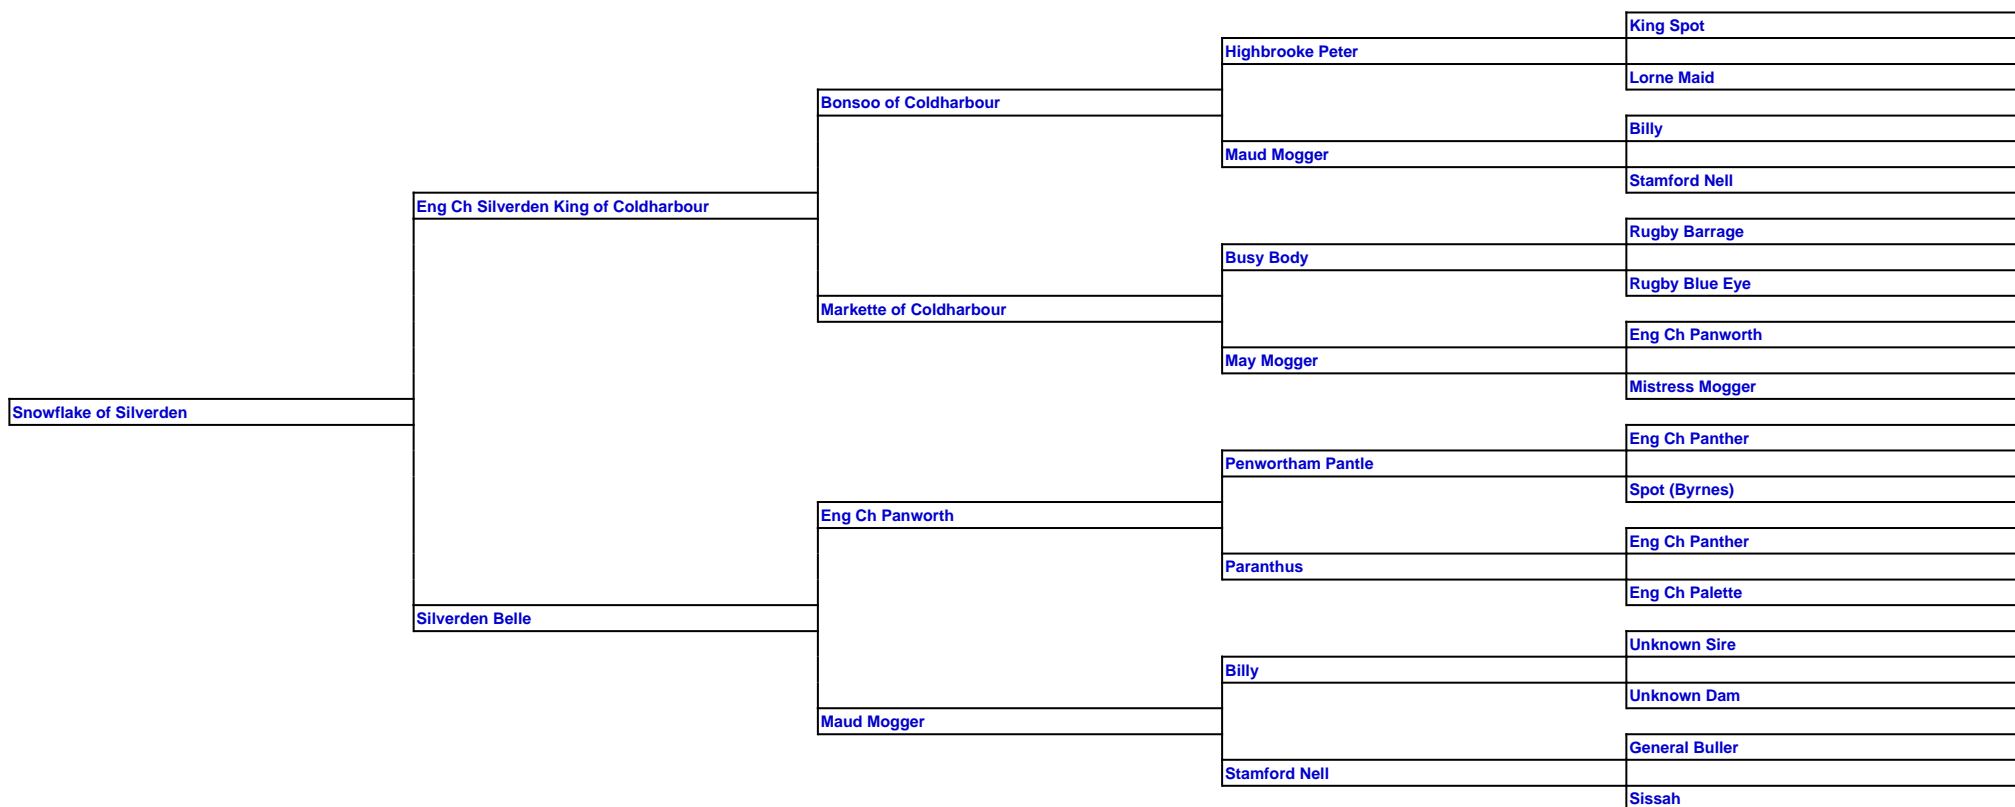 King Spot
Highbrooke Peter
Lorne Maid
Bonsoo of Coldharbour
Billy
Maud Mogger
Stamford Nell
Eng Ch Silverden King of Coldharbour
Rugby Barrage
Busy Body
Rugby Blue Eye
Markette of Coldharbour
Eng Ch Panworth
May Mogger
Mistress Mogger
Snowflake of Silverden
Eng Ch Panther
Penwortham Pantle
Spot (Byrnes)
Eng Ch Panworth
Eng Ch Panther
Paranthus
Eng Ch Palette
Silverden Belle
Unknown Sire
Billy
Unknown Dam
Maud Mogger
General Buller
Stamford Nell
Sissah